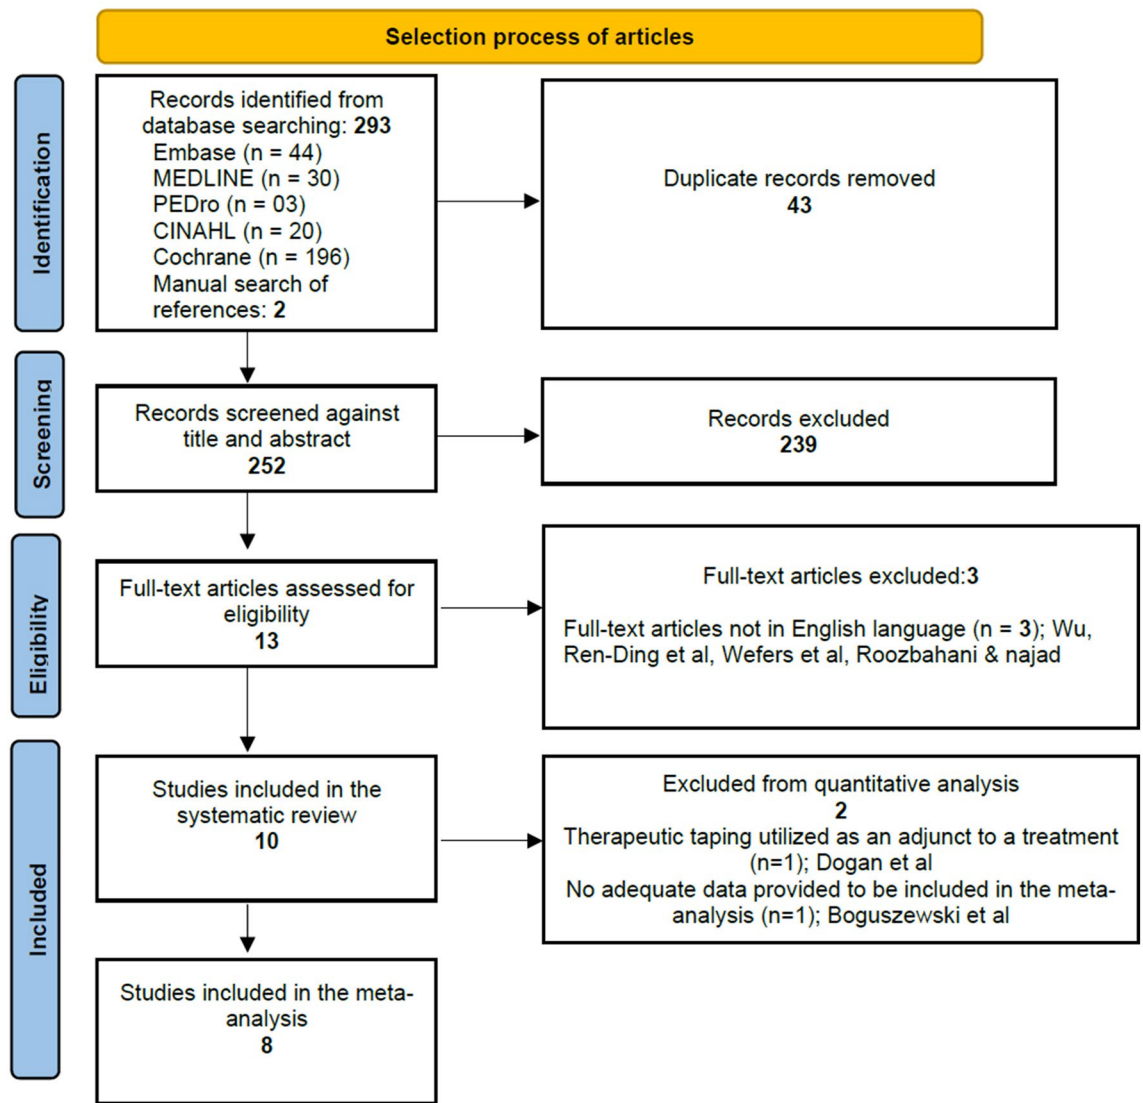 Selection process of articles
Identification
Records identified from
database searching: 293
Embase (n = 44)
MEDLINE (n = 30)
PEDro (n = 03)
CINAHL (n = 20)
Cochrane (n = 196)
Manual search of
references: 2
Duplicate records removed
43
Screening
Records screened against
title and abstract
252
Records excluded
239
Eligibility
Full-text articles assessed for
eligibility
13
Full-text articles excluded:3
Full-text articles not in English language (n = 3); Wu,
Ren-Ding et al, Wefers et al, Roozbahani & najad
Included
Studies included in the
systematic review
10
Excluded from quantitative analysis
2
Therapeutic taping utilized as an adjunct to a treatment
(n=1); Dogan et al
No adequate data provided to be included in the meta-
analysis (n=1); Boguszewski et al
Studies included in the meta-
analysis
8